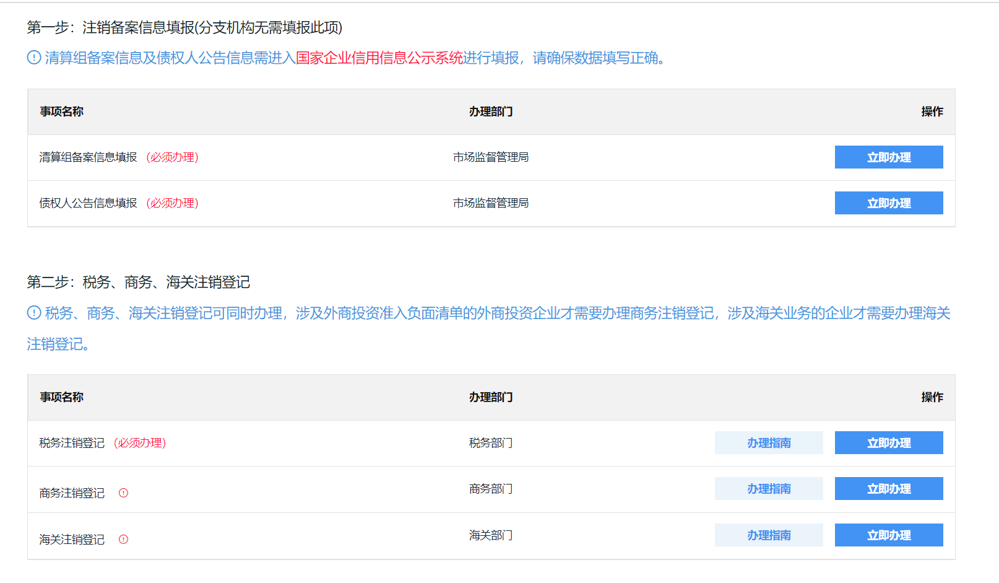 第一步：注销备案信息填报(分支机构无需填报此项)
清算组备案信息及债权人公告信息需进入国家企业信用信息公示系统进行填报，请确保数据填写正确。
事项名称 办理部门 操作
清算组备案信息填报 （必须办理） 市场监督管理局 立即办理
债权人公告信息填报 （必须办理） 市场监督管理局 立即办理
第二步：税务、商务、海关注销登记
税务、商务、海关注销登记可同时办理，涉及外商投资准入负面清单的外商投资企业才需要办理商务注销登记，涉及海关业务的企业才需要办理海关
注销登记。
事项名称 办理部门 操作
税务注销登记 （必须办理） 税务部门 办理指南 立即办理
商务注销登记 商务部门 办理指南 立即办理
海关注销登记 海关部门 办理指南 立即办理